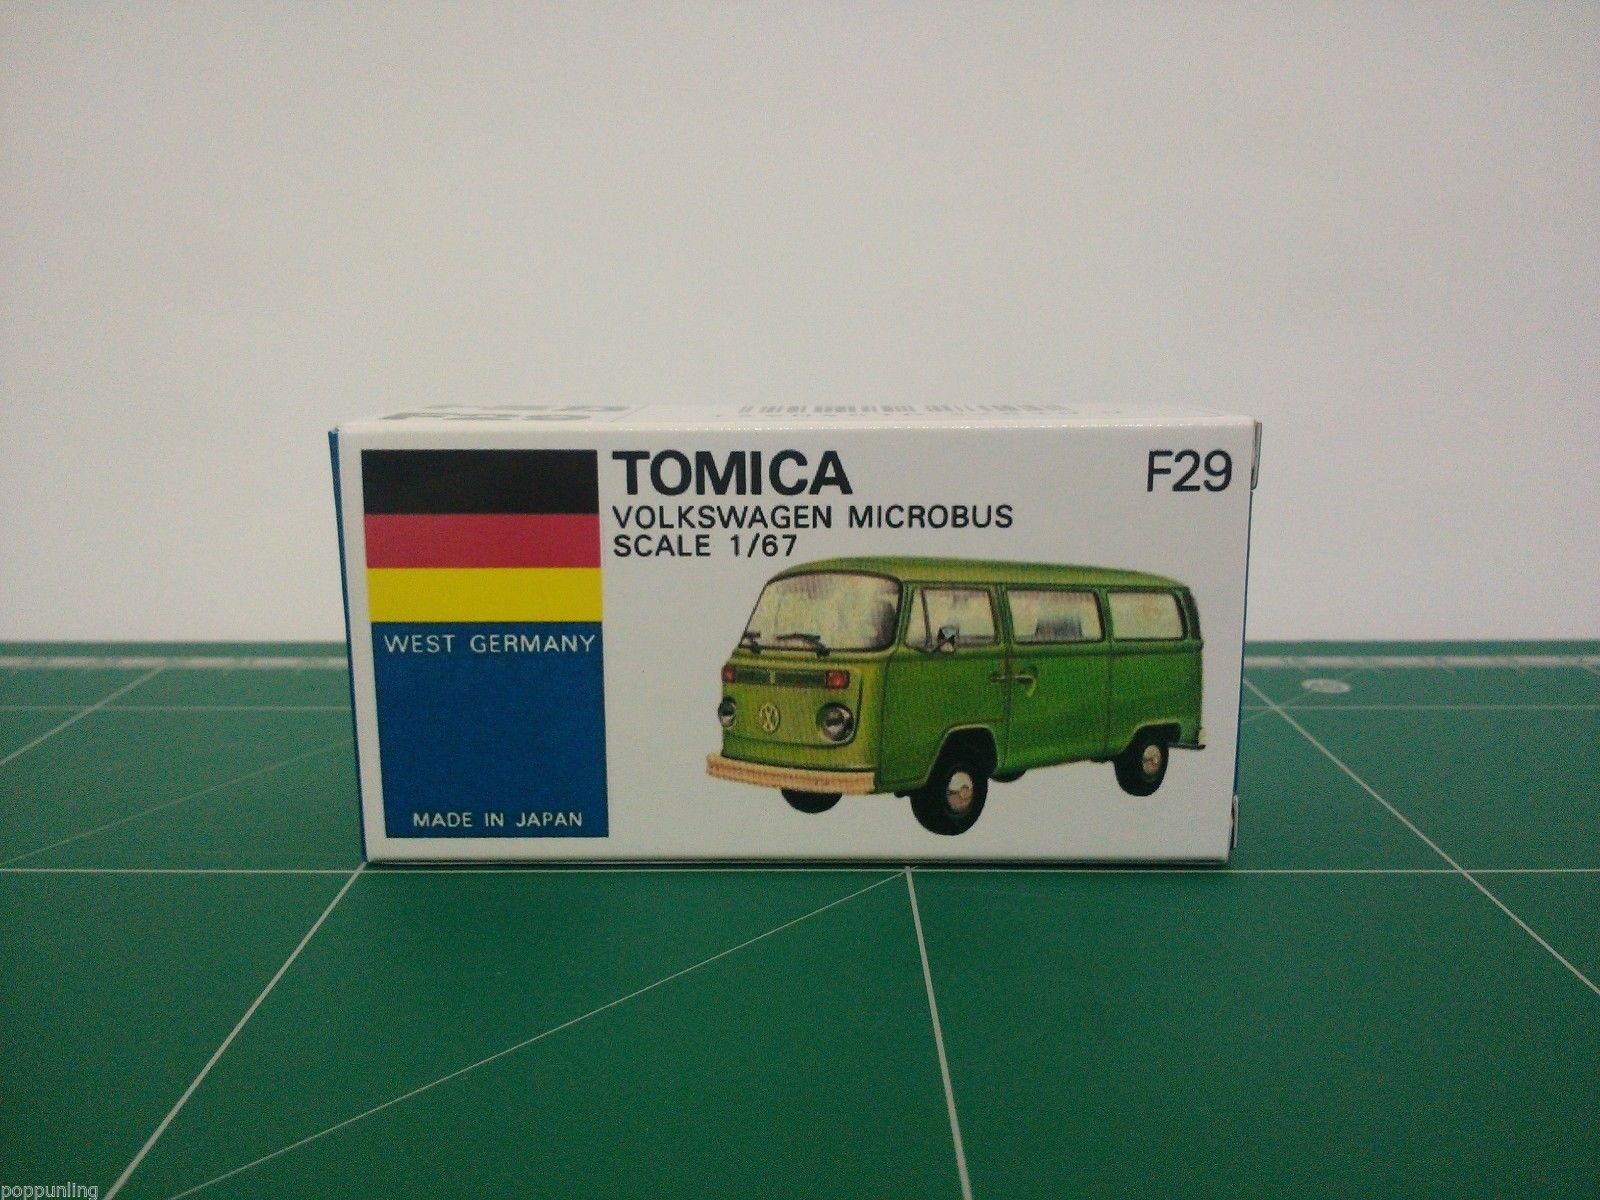 TOMICA
F29
VOLKSWAGEN MICROBUS
SCALE 1/67
WEST GERMANY
MADE IN JAPAN
poppunling